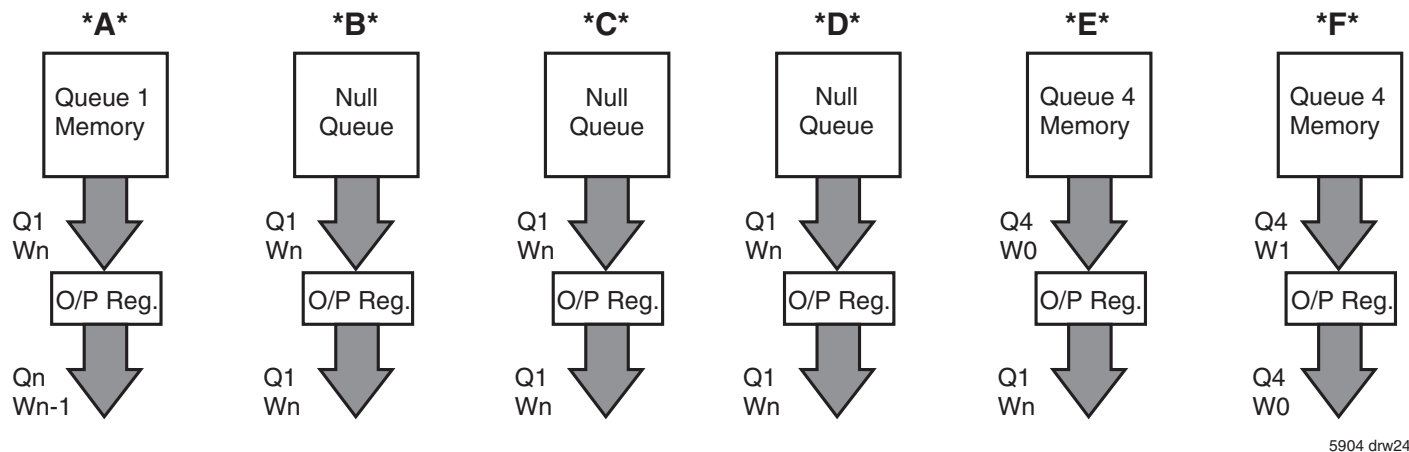 *A*
*B*
*C*
*D*
*E*
*F*
Queue 1
Memory
Null
Queue
Null
Queue
Null
Queue
Queue 4
Memory
Queue 4
Memory
Q1
Wn
Q1
Wn
Q1
Wn
Q1
Wn
Q4
W0
Q4
W1
O/P Reg.
O/P Reg.
O/P Reg.
O/P Reg.
O/P Reg.
O/P Reg.
Qn
Wn-1
Q1
Wn
Q1
Wn
Q1
Wn
Q1
Wn
Q4
W0
5904 drw24